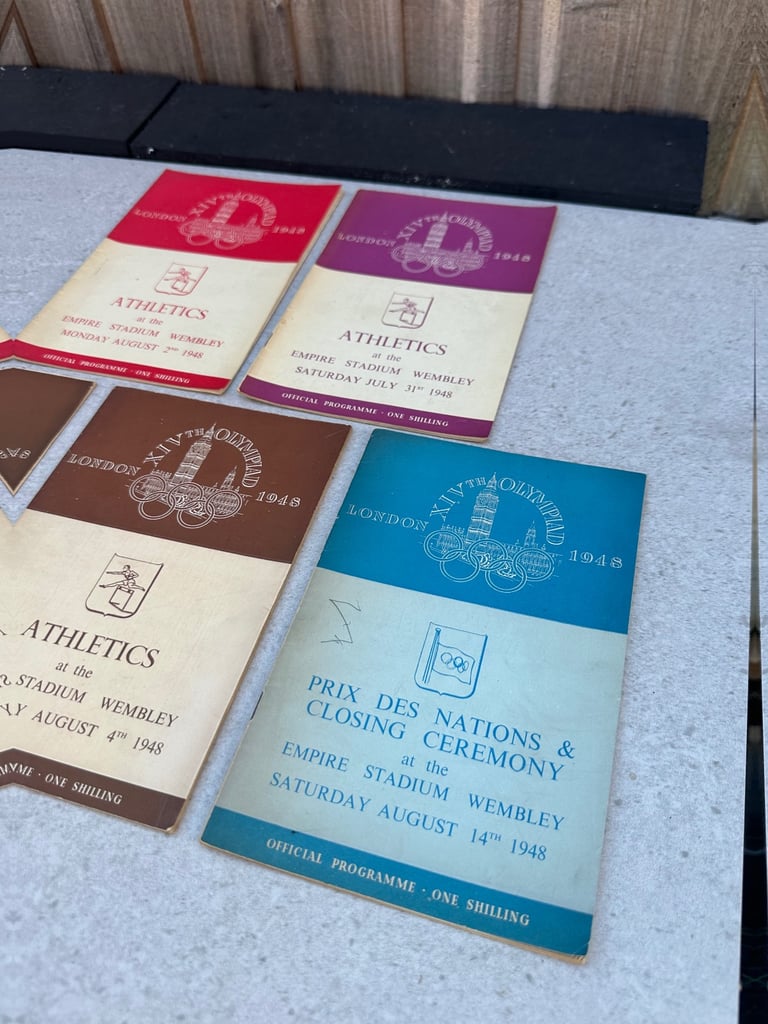 LONDON XIVTH OLYMPIAD 1948
ATHLETICS
at the
EMPIRE STADIUM WEMBLEY
MONDAY AUGUST 2ND 1948
OFFICIAL PROGRAMME · ONE SHILLING
LONDON XIVTH OLYMPIAD 1948
ATHLETICS
at the
EMPIRE STADIUM WEMBLEY
SATURDAY JULY 31ST 1948
OFFICIAL PROGRAMME · ONE SHILLING
LONDON XIVTH OLYMPIAD 1948
ATHLETICS
at the
STADIUM WEMBLEY
AUGUST 4TH 1948
· ONE SHILLING
LONDON XIVTH OLYMPIAD 1948
PRIX DES NATIONS &
CLOSING CEREMONY
at the
EMPIRE STADIUM WEMBLEY
SATURDAY AUGUST 14TH 1948
OFFICIAL PROGRAMME · ONE SHILLING